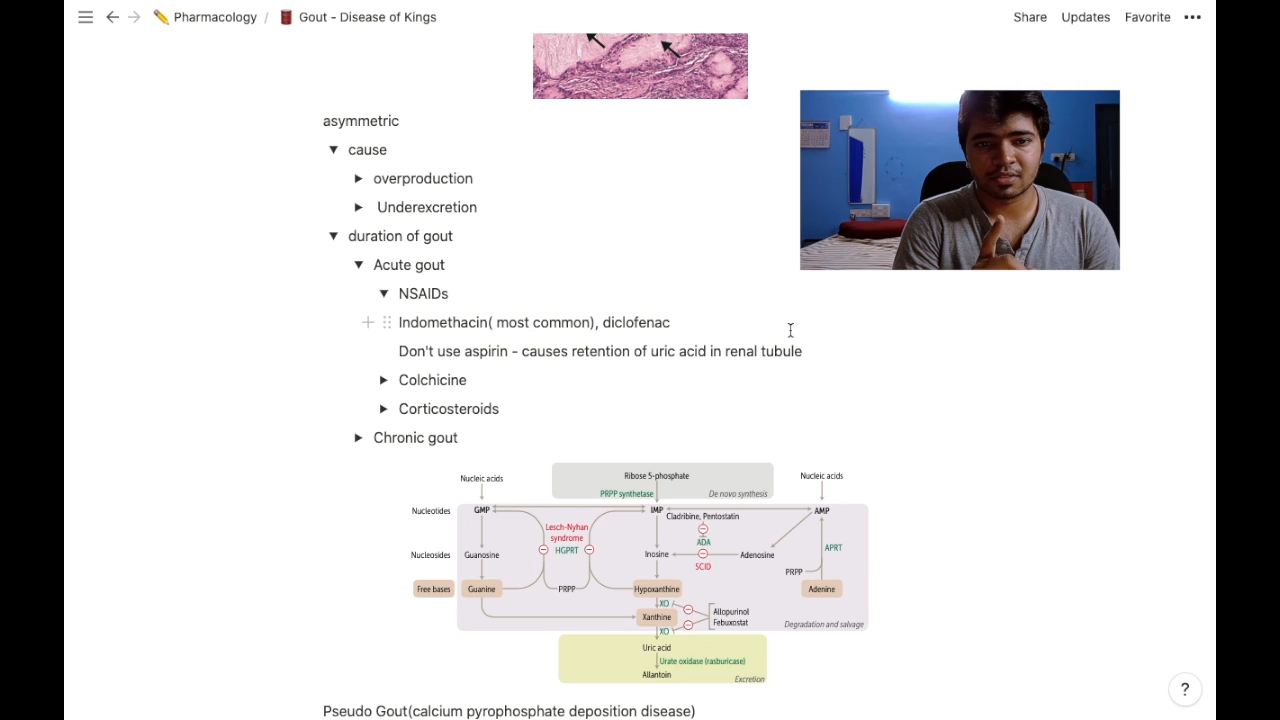 Pharmacology / Gout - Disease of Kings
Share Updates Favorite
asymmetric
cause
overproduction
Underexcretion
duration of gout
Acute gout
NSAIDs
Indomethacin( most common), diclofenac
Don't use aspirin - causes retention of uric acid in renal tubule
Colchicine
Corticosteroids
Chronic gout
Nucleic acids
Ribose 5-phosphate
Nucleic acids
PRPP synthetase
De novo synthesis
Nucleotides
GMP
IMP
AMP
Cladribine, Pentostatin
Lesch-Nyhan
syndrome
HGPRT
ADA
APRT
Nucleosides
Guanosine
Inosine
Adenosine
SCID
PRPP
Free bases
Guanine
PRPP
Hypoxanthine
Adenine
XO
Allopurinol
Febuxostat
Xanthine
Degradation and salvage
XO
Uric acid
Urate oxidase (rasburicase)
Allantoin
Excretion
Pseudo Gout(calcium pyrophosphate deposition disease)
?